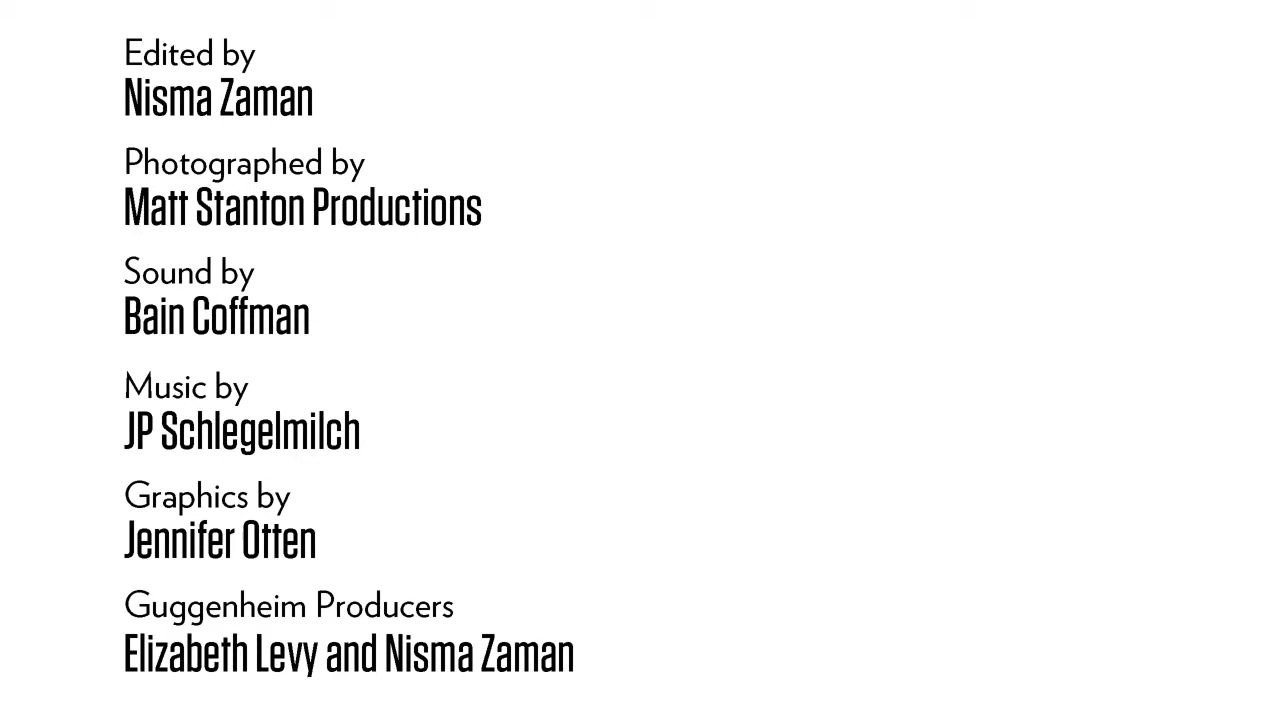 Edited by
Nisma Zaman
Photographed by
Matt Stanton Productions
Sound by
Bain Coffman
Music by
JP Schlegelmilch
Graphics by
Jennifer Otten
Guggenheim Producers
Elizabeth Levy and Nisma Zaman